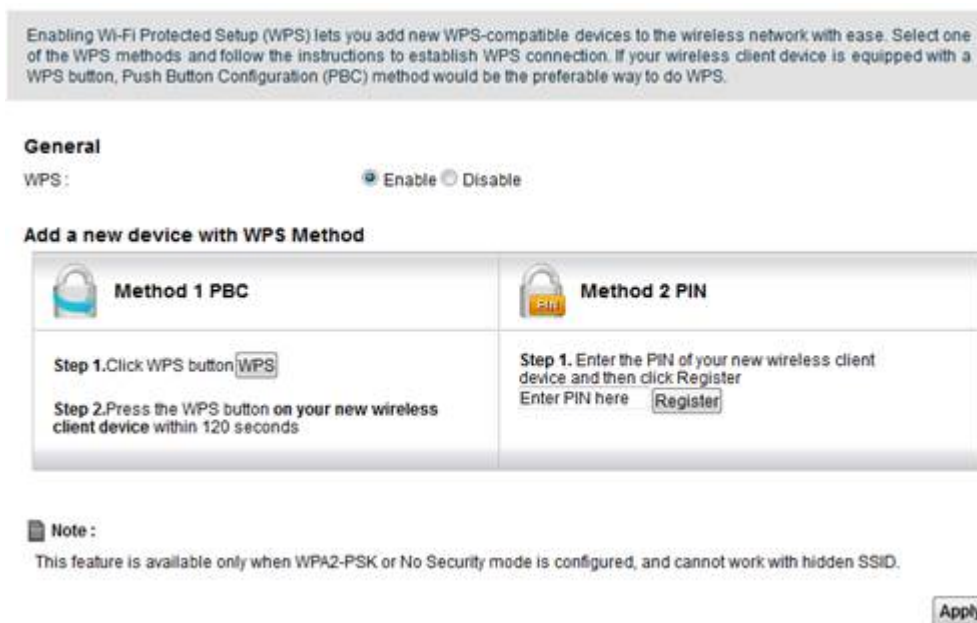 Enabling Wi-Fi Protected Setup (WPS) lets you add new WPS-compatible devices to the wireless network with ease. Select one
of the WPS methods and follow the instructions to establish WPS connection. If your wireless client device is equipped with a
WPS button, Push Button Configuration (PBC) method would be the preferable way to do WPS.
General
WPS : Enable Disable
Add a new device with WPS Method
Method 1 PBC
Step 1.Click WPS button WPS
Step 2.Press the WPS button on your new wireless
client device within 120 seconds
PIN
Method 2 PIN
Step 1. Enter the PIN of your new wireless client
device and then click Register
Enter PIN here Register
Note :
This feature is available only when WPA2-PSK or No Security mode is configured, and cannot work with hidden SSID.
Apply